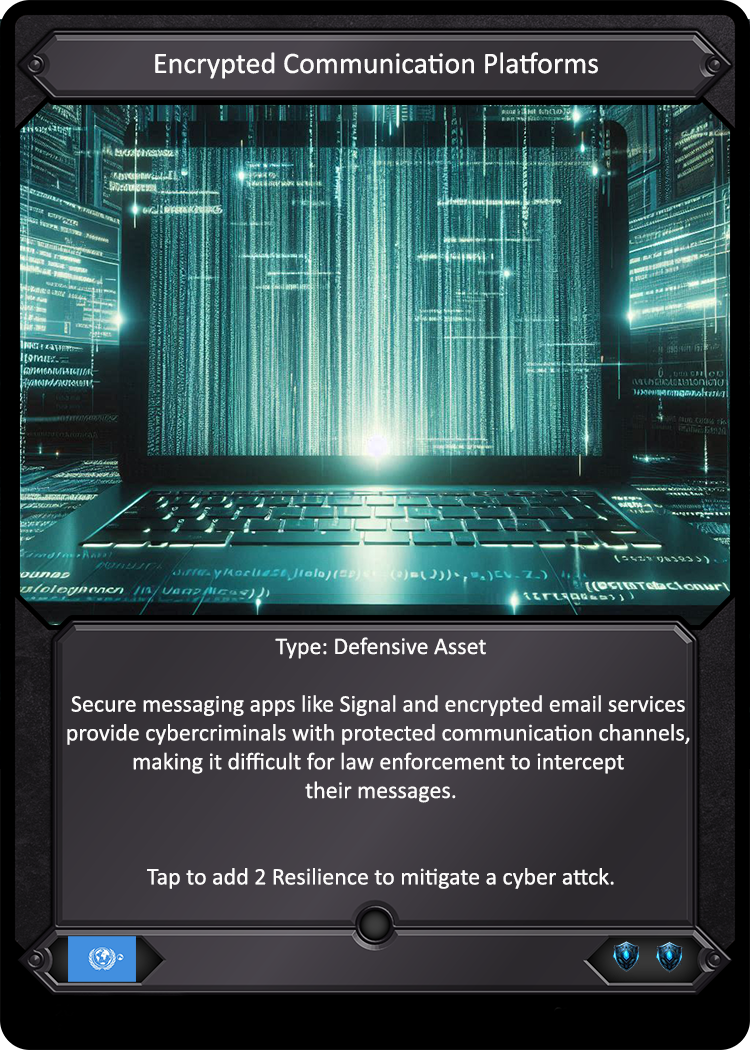 Encrypted Communication Platforms
Type: Defensive Asset
Secure messaging apps like Signal and encrypted email services
provide cybercriminals with protected communication channels,
making it difficult for law enforcement to intercept
their messages.
Tap to add 2 Resilience to mitigate a cyber attck.